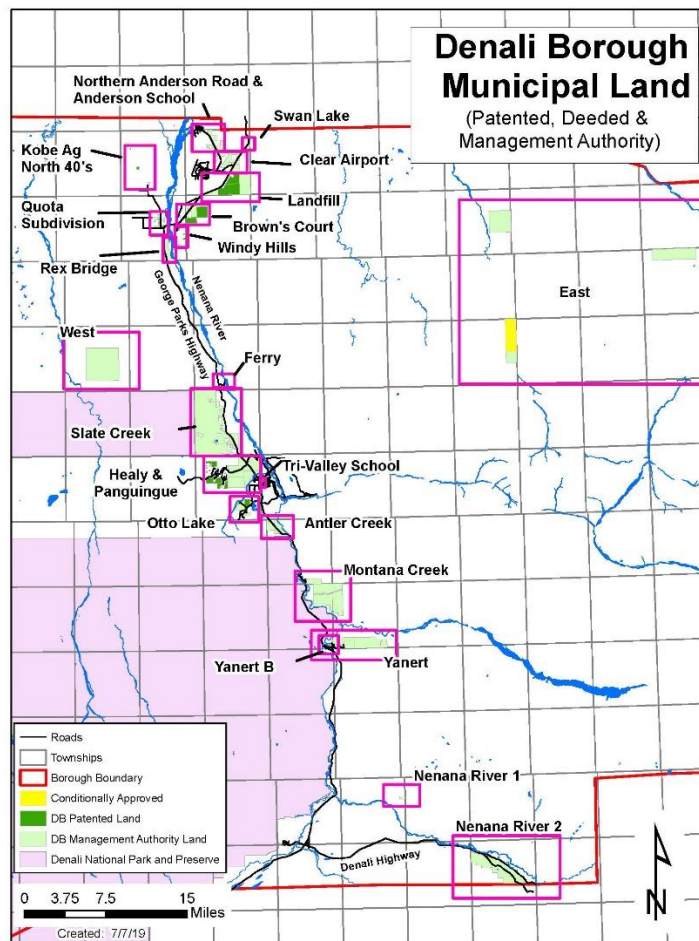 Denali Borough
Municipal Land
(Patented, Deeded &
Management Authority)
Northern Anderson Road &
Anderson School
Swan Lake
Kobe Ag
North 40's
Clear Airport
Landfill
Quota
Subdivision
Brown's Court
Windy Hills
Rex Bridge
George Parks Highway
Nenana River
East
West
Ferry
Slate Creek
Healy &
Panguingue
Tri-Valley School
Otto Lake
Antler Creek
Montana Creek
Yanert B
Yanert
Nenana River 1
Nenana River 2
Denali Highway
Roads
Townships
Borough Boundary
Conditionally Approved
DB Patented Land
DB Management Authority Land
Denali National Park and Preserve
0 3.75 7.5 15
Miles
Created: 7/7/19
N